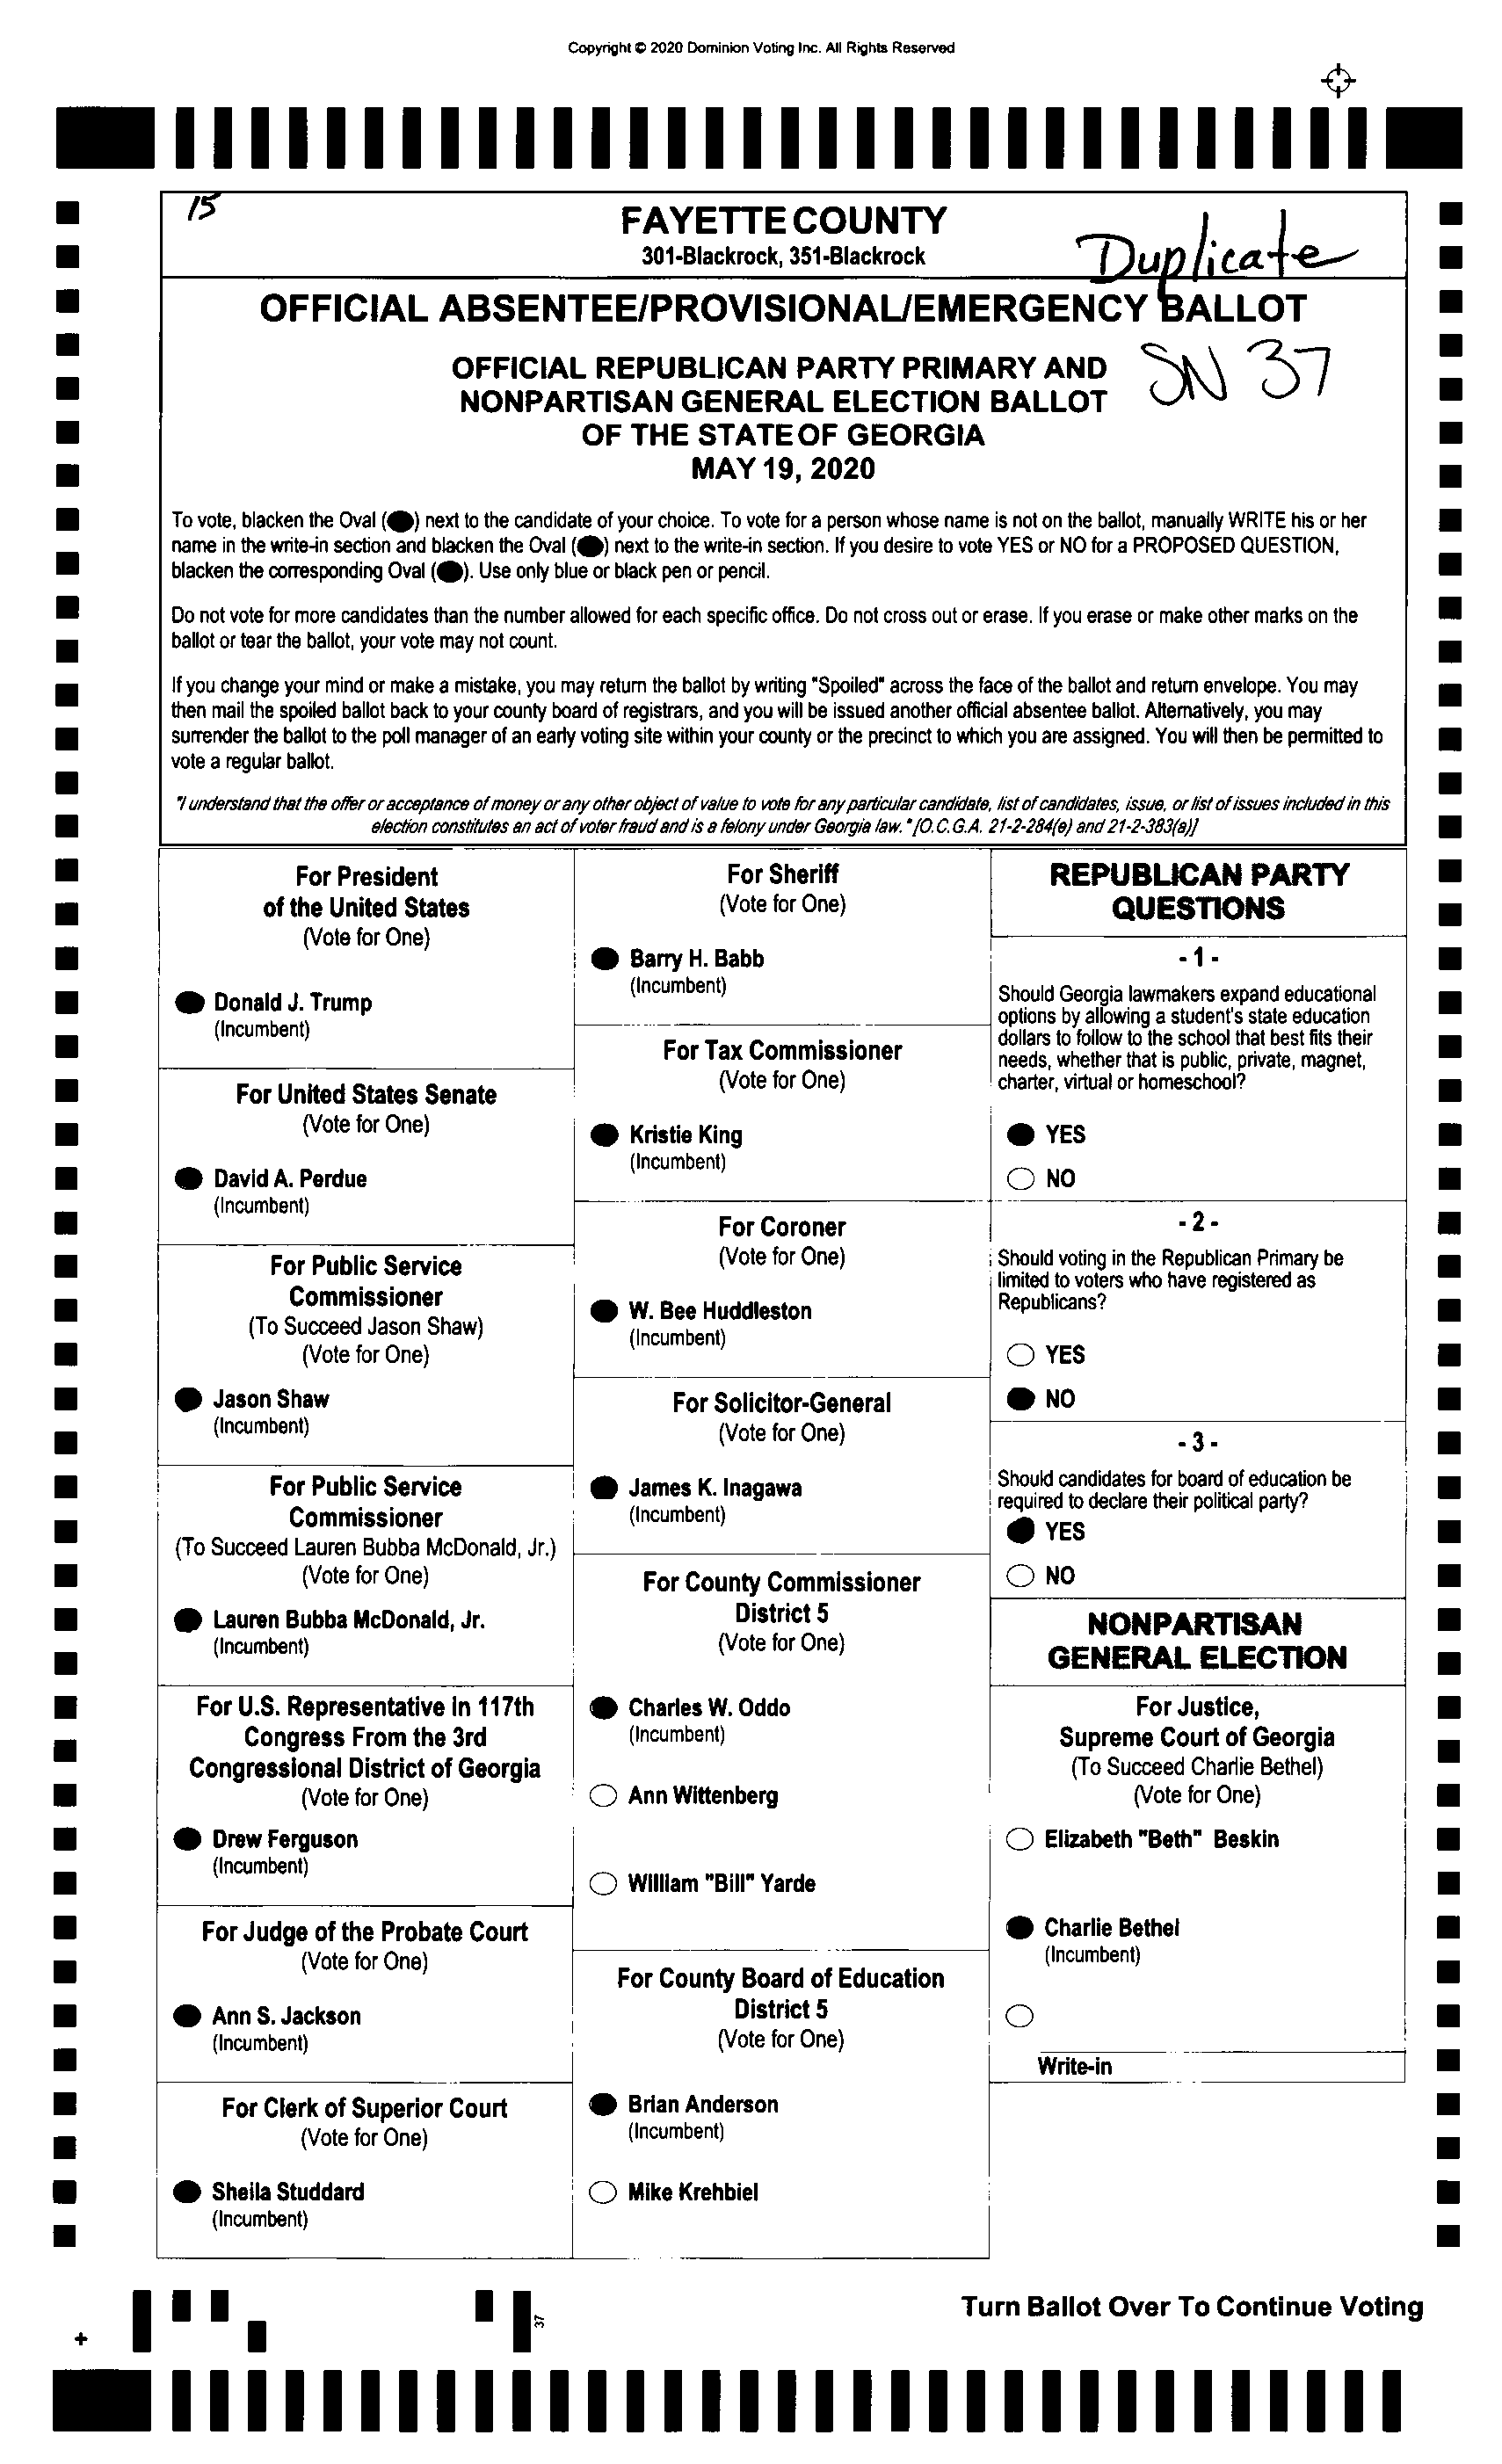 Copyright © 2020 Dominion Voting Inc. All Rights Reserved
15
FAYETTE COUNTY
301-Blackrock, 351-Blackrock
Duplicate
OFFICIAL ABSENTEE/PROVISIONAL/EMERGENCY BALLOT
OFFICIAL REPUBLICAN PARTY PRIMARY AND
NONPARTISAN GENERAL ELECTION BALLOT
OF THE STATE OF GEORGIA
MAY 19, 2020
SN 37
To vote, blacken the Oval (●) next to the candidate of your choice. To vote for a person whose name is not on the ballot, manually WRITE his or her
name in the write-in section and blacken the Oval (●) next to the write-in section. If you desire to vote YES or NO for a PROPOSED QUESTION,
blacken the corresponding Oval (●). Use only blue or black pen or pencil.
Do not vote for more candidates than the number allowed for each specific office. Do not cross out or erase. If you erase or make other marks on the
ballot or tear the ballot, your vote may not count.
If you change your mind or make a mistake, you may return the ballot by writing "Spoiled" across the face of the ballot and return envelope. You may
then mail the spoiled ballot back to your county board of registrars, and you will be issued another official absentee ballot. Alternatively, you may
surrender the ballot to the poll manager of an early voting site within your county or the precinct to which you are assigned. You will then be permitted to
vote a regular ballot.
"I understand that the offer or acceptance of money or any other object of value to vote for any particular candidate, list of candidates, issue, or list of issues included in this
election constitutes an act of voter fraud and is a felony under Georgia law." [O.C.G.A. 21-2-284(e) and 21-2-383(a)]
For President
of the United States
(Vote for One)
Donald J. Trump
(Incumbent)
For United States Senate
(Vote for One)
David A. Perdue
(Incumbent)
For Public Service
Commissioner
(To Succeed Jason Shaw)
(Vote for One)
Jason Shaw
(Incumbent)
For Public Service
Commissioner
(To Succeed Lauren Bubba McDonald, Jr.)
(Vote for One)
Lauren Bubba McDonald, Jr.
(Incumbent)
For U.S. Representative in 117th
Congress From the 3rd
Congressional District of Georgia
(Vote for One)
Drew Ferguson
(Incumbent)
For Judge of the Probate Court
(Vote for One)
Ann S. Jackson
(Incumbent)
For Clerk of Superior Court
(Vote for One)
Sheila Studdard
(Incumbent)
For Sheriff
(Vote for One)
Barry H. Babb
(Incumbent)
For Tax Commissioner
(Vote for One)
Kristie King
(Incumbent)
For Coroner
(Vote for One)
W. Bee Huddleston
(Incumbent)
For Solicitor-General
(Vote for One)
James K. Inagawa
(Incumbent)
For County Commissioner
District 5
(Vote for One)
Charles W. Oddo
(Incumbent)
Ann Wittenberg
William "Bill" Yarde
For County Board of Education
District 5
(Vote for One)
Brian Anderson
(Incumbent)
Mike Krehbiel
REPUBLICAN PARTY
QUESTIONS
- 1 -
Should Georgia lawmakers expand educational
options by allowing a student's state education
dollars to follow to the school that best fits their
needs, whether that is public, private, magnet,
charter, virtual or homeschool?
YES
NO
- 2 -
Should voting in the Republican Primary be
limited to voters who have registered as
Republicans?
YES
NO
- 3 -
Should candidates for board of education be
required to declare their political party?
YES
NO
NONPARTISAN
GENERAL ELECTION
For Justice,
Supreme Court of Georgia
(To Succeed Charlie Bethel)
(Vote for One)
Elizabeth "Beth" Beskin
Charlie Bethel
(Incumbent)
Write-in
Turn Ballot Over To Continue Voting
37
+